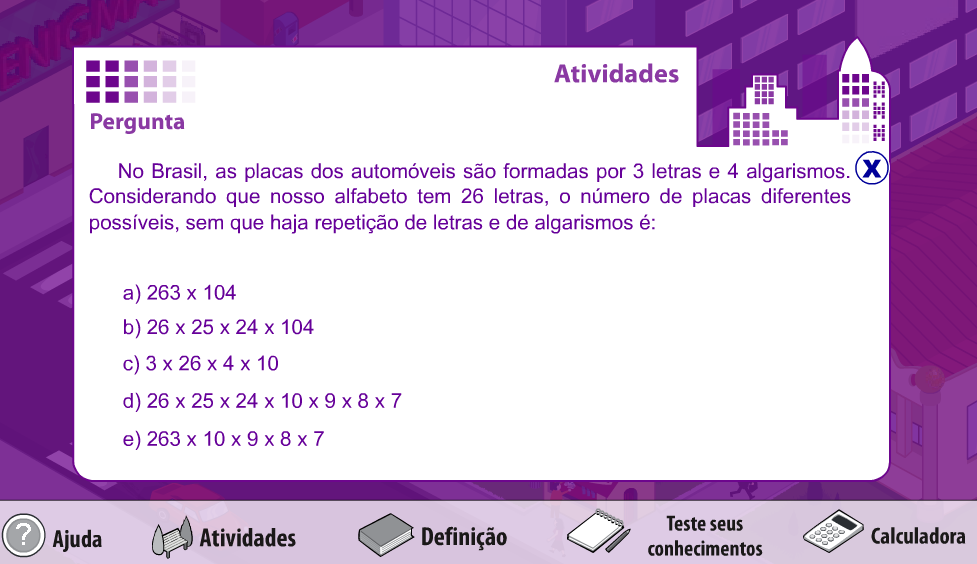 ENIGMA
Atividades
Pergunta
No Brasil, as placas dos automóveis são formadas por 3 letras e 4 algarismos.
X
Considerando que nosso alfabeto tem 26 letras, o número de placas diferentes
possíveis, sem que haja repetição de letras e de algarismos é:
a) 263 x 104
b) 26 x 25 x 24 x 104
c) 3 x 26 x 4 x 10
d) 26 x 25 x 24 x 10 x 9 x 8 x 7
e) 263 x 10 x 9 x 8 x 7
?
Ajuda
Atividades
Definição
Teste seus
conhecimentos
Calculadora